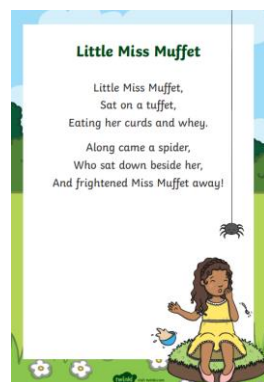 Little Miss Muffet
Little Miss Muffet,
Sat on a tuffet,
Eating her curds and whey.
Along came a spider,
Who sat down beside her,
And frightened Miss Muffet away!
twinkl